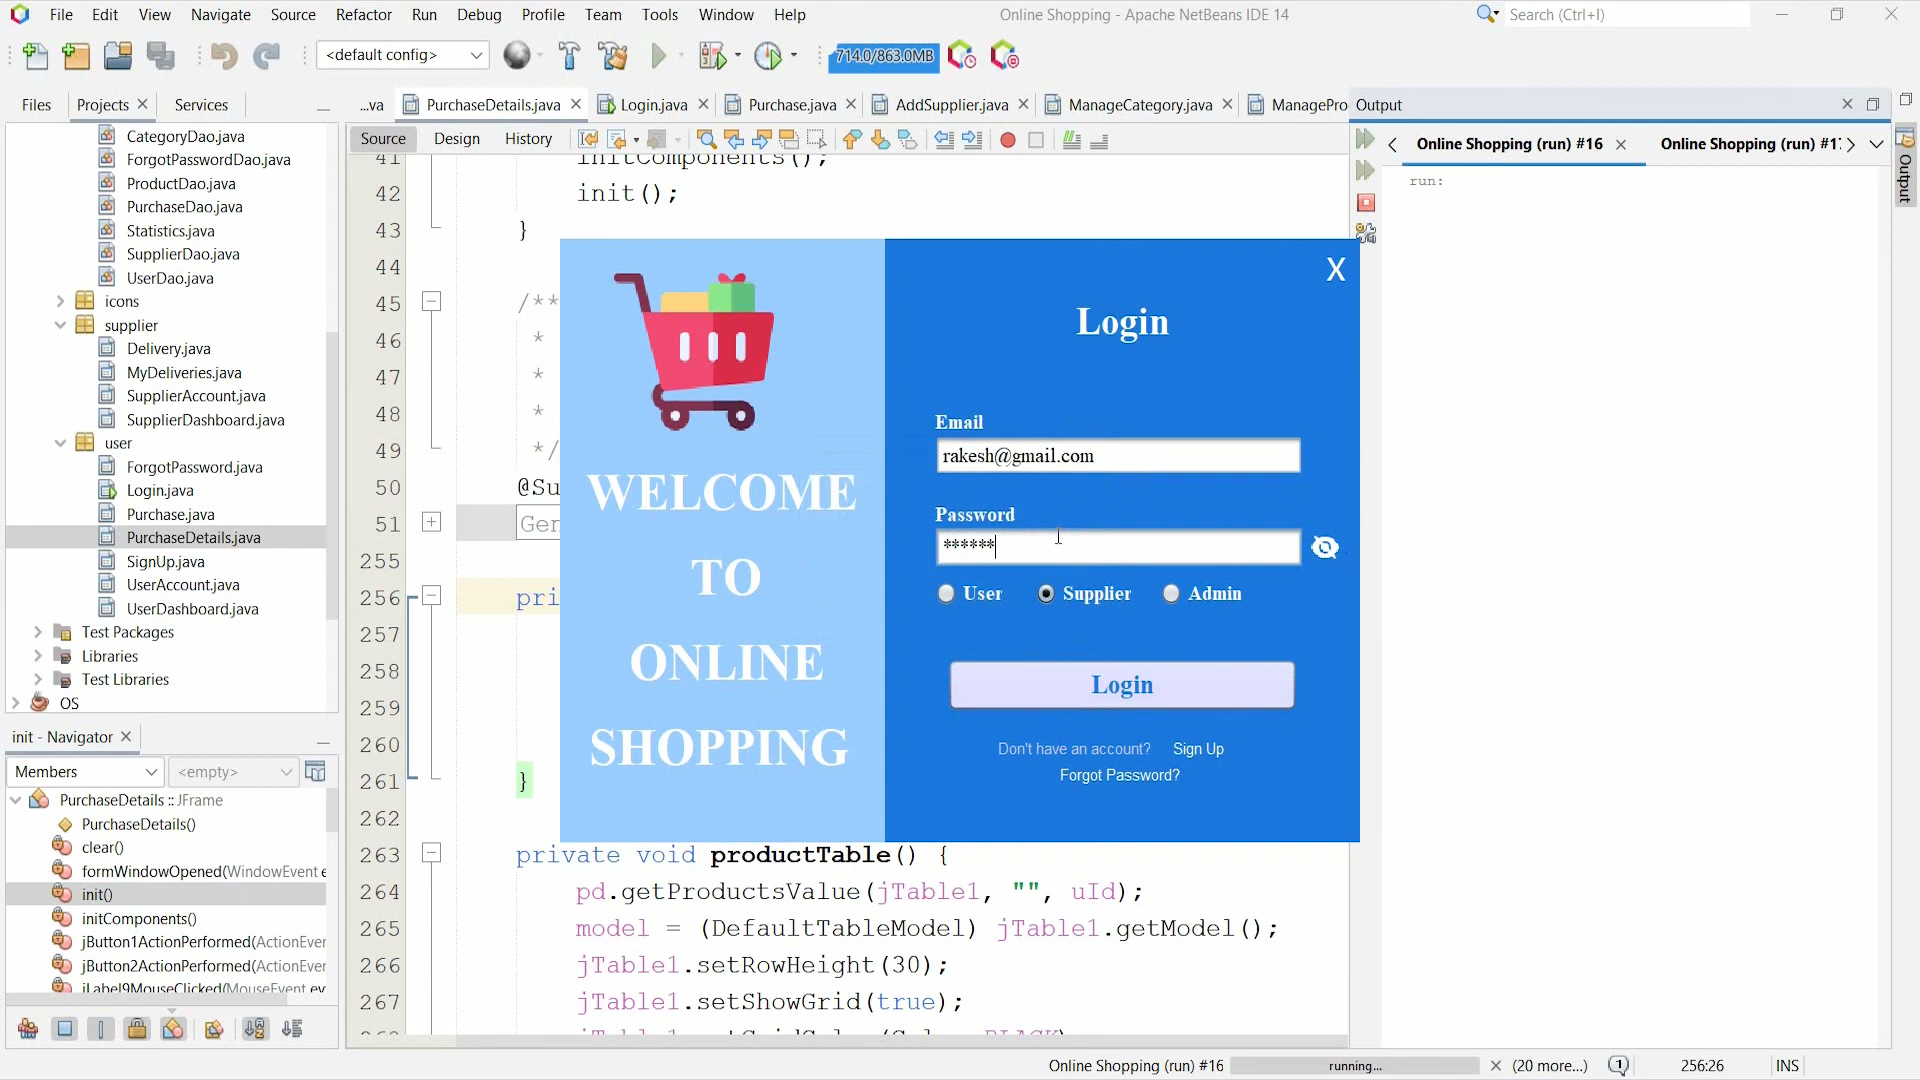 File Edit View Navigate Source Refactor Run Debug Profile Team Tools Window Help
Online Shopping - Apache NetBeans IDE 14
Search (Ctrl+I)
<default config>
714.0/863.0MB
Files Projects Services
...va PurchaseDetails.java Login.java Purchase.java AddSupplier.java ManageCategory.java ManagePro
Output
Source Design History
Online Shopping (run) #16 Online Shopping (run) #1
Output
run:
CategoryDao.java
ForgotPasswordDao.java
ProductDao.java
PurchaseDao.java
Statistics.java
SupplierDao.java
UserDao.java
icons
supplier
Delivery.java
MyDeliveries.java
SupplierAccount.java
SupplierDashboard.java
user
ForgotPassword.java
Login.java
Purchase.java
PurchaseDetails.java
SignUp.java
UserAccount.java
UserDashboard.java
Test Packages
Libraries
Test Libraries
OS
init - Navigator
Members <empty>
PurchaseDetails :: JFrame
PurchaseDetails()
clear()
formWindowOpened(WindowEvent e
init()
initComponents()
jButton1ActionPerformed(ActionEver
jButton2ActionPerformed(ActionEver
jLabel9MouseClicked(MouseEvent ev
41 initComponents();
42 init();
43 }
44
45 /**
46 *
47 *
48 *
49 */
50 @Su
51 Ger
255
256 pri
257
258
259
260
261 }
262
263 private void productTable() {
264 pd.getProductsValue(jTable1, "", uId);
265 model = (DefaultTableModel) jTable1.getModel();
266 jTable1.setRowHeight(30);
267 jTable1.setShowGrid(true);
WELCOME
TO
ONLINE
SHOPPING
X
Login
Email
rakesh@gmail.com
Password
******
User Supplier Admin
Login
Don't have an account? Sign Up
Forgot Password?
Online Shopping (run) #16 running... (20 more...) 1 256:26 INS